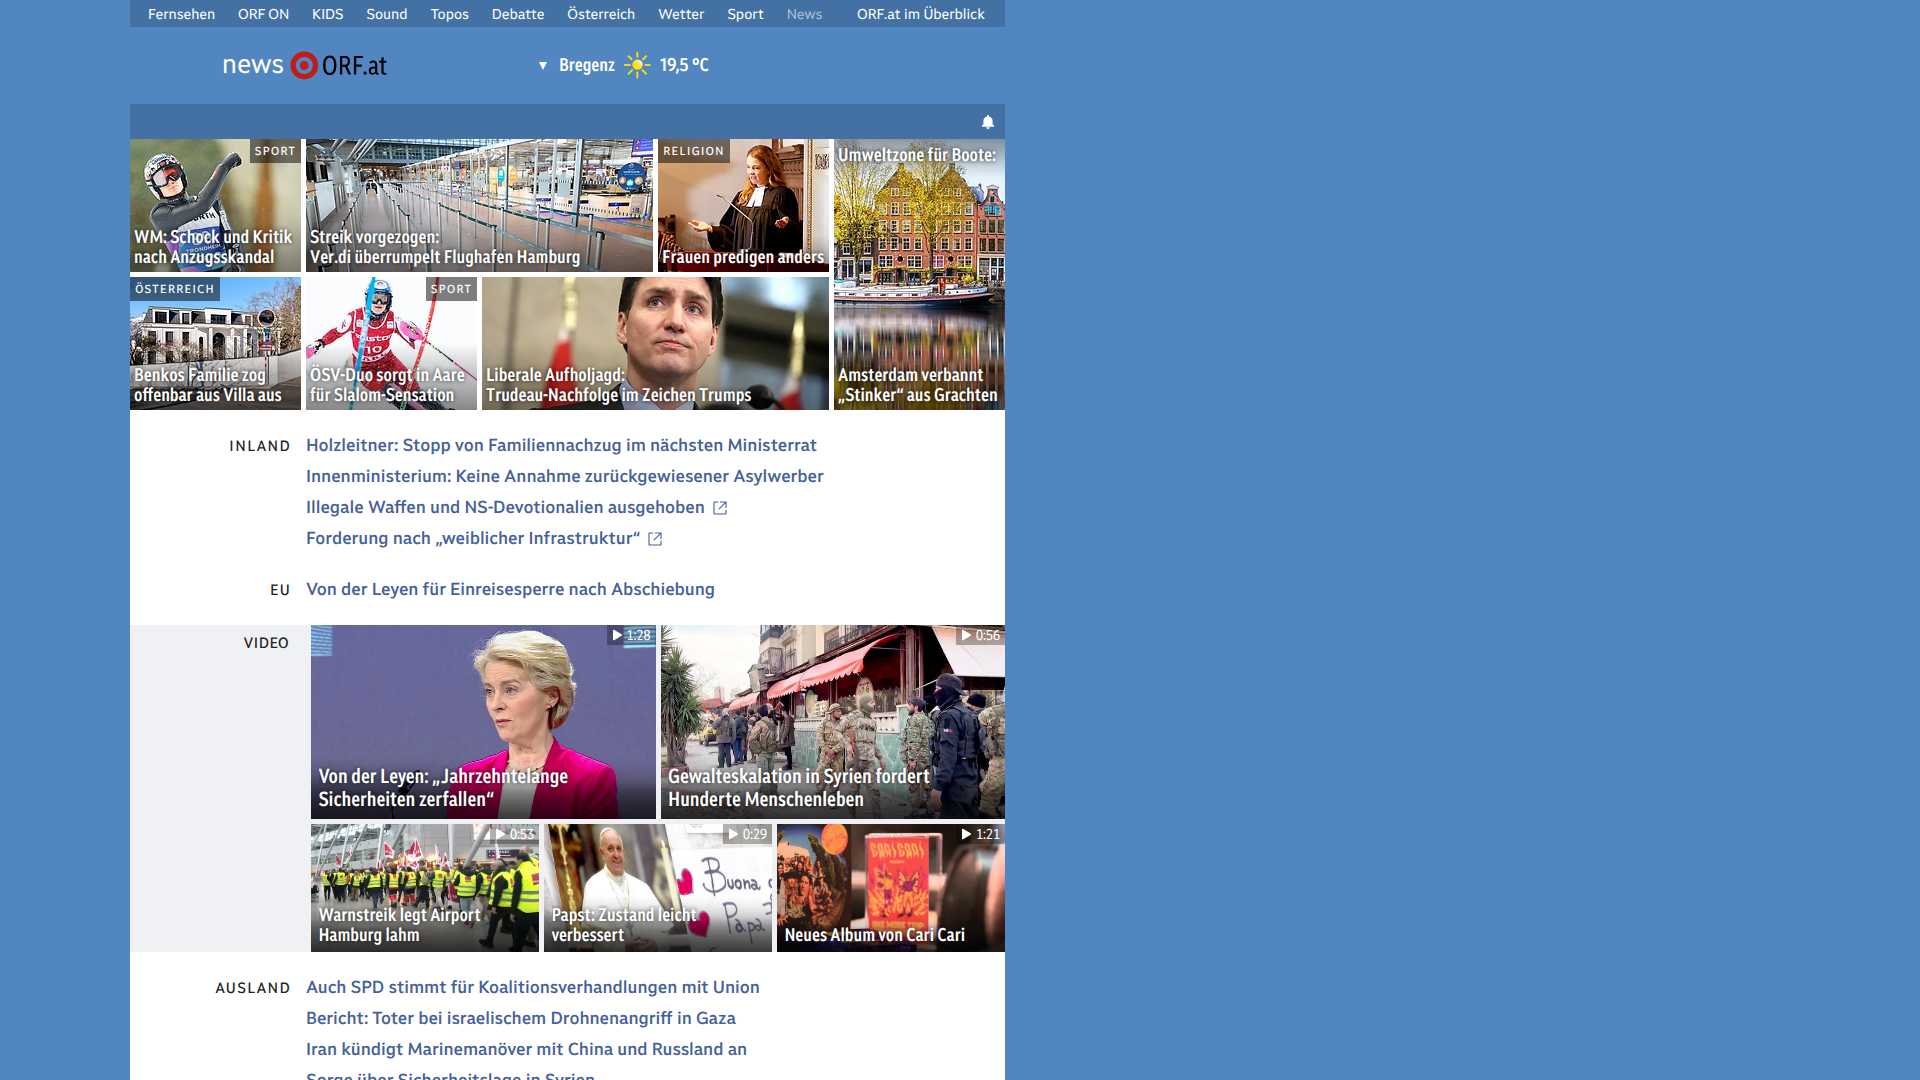 Fernsehen ORF ON KIDS Sound Topos Debatte Österreich Wetter Sport News ORF.at im Überblick
news ORF.at
Bregenz 19,5 °C
SPORT
WM: Schock und Kritik
nach Anzugsskandal
Streik vorgezogen:
Ver.di überrumpelt Flughafen Hamburg
RELIGION
Frauen predigen anders
Umweltzone für Boote:
Amsterdam verbannt
„Stinker“ aus Grachten
ÖSTERREICH
Benkos Familie zog
offenbar aus Villa aus
SPORT
ÖSV-Duo sorgt in Aare
für Slalom-Sensation
Liberale Aufholjagd:
Trudeau-Nachfolge im Zeichen Trumps
INLAND
Holzleitner: Stopp von Familiennachzug im nächsten Ministerrat
Innenministerium: Keine Annahme zurückgewiesener Asylwerber
Illegale Waffen und NS-Devotionalien ausgehoben
Forderung nach „weiblicher Infrastruktur“
EU
Von der Leyen für Einreisesperre nach Abschiebung
VIDEO
1:28
Von der Leyen: „Jahrzehntelange
Sicherheiten zerfallen“
0:56
Gewalteskalation in Syrien fordert
Hunderte Menschenleben
0:53
Warnstreik legt Airport
Hamburg lahm
0:29
Buona
Papa
Papst: Zustand leicht
verbessert
1:21
Neues Album von Cari Cari
AUSLAND
Auch SPD stimmt für Koalitionsverhandlungen mit Union
Bericht: Toter bei israelischem Drohnenangriff in Gaza
Iran kündigt Marinemanöver mit China und Russland an
Sorge über Sicherheitslage in Syrien